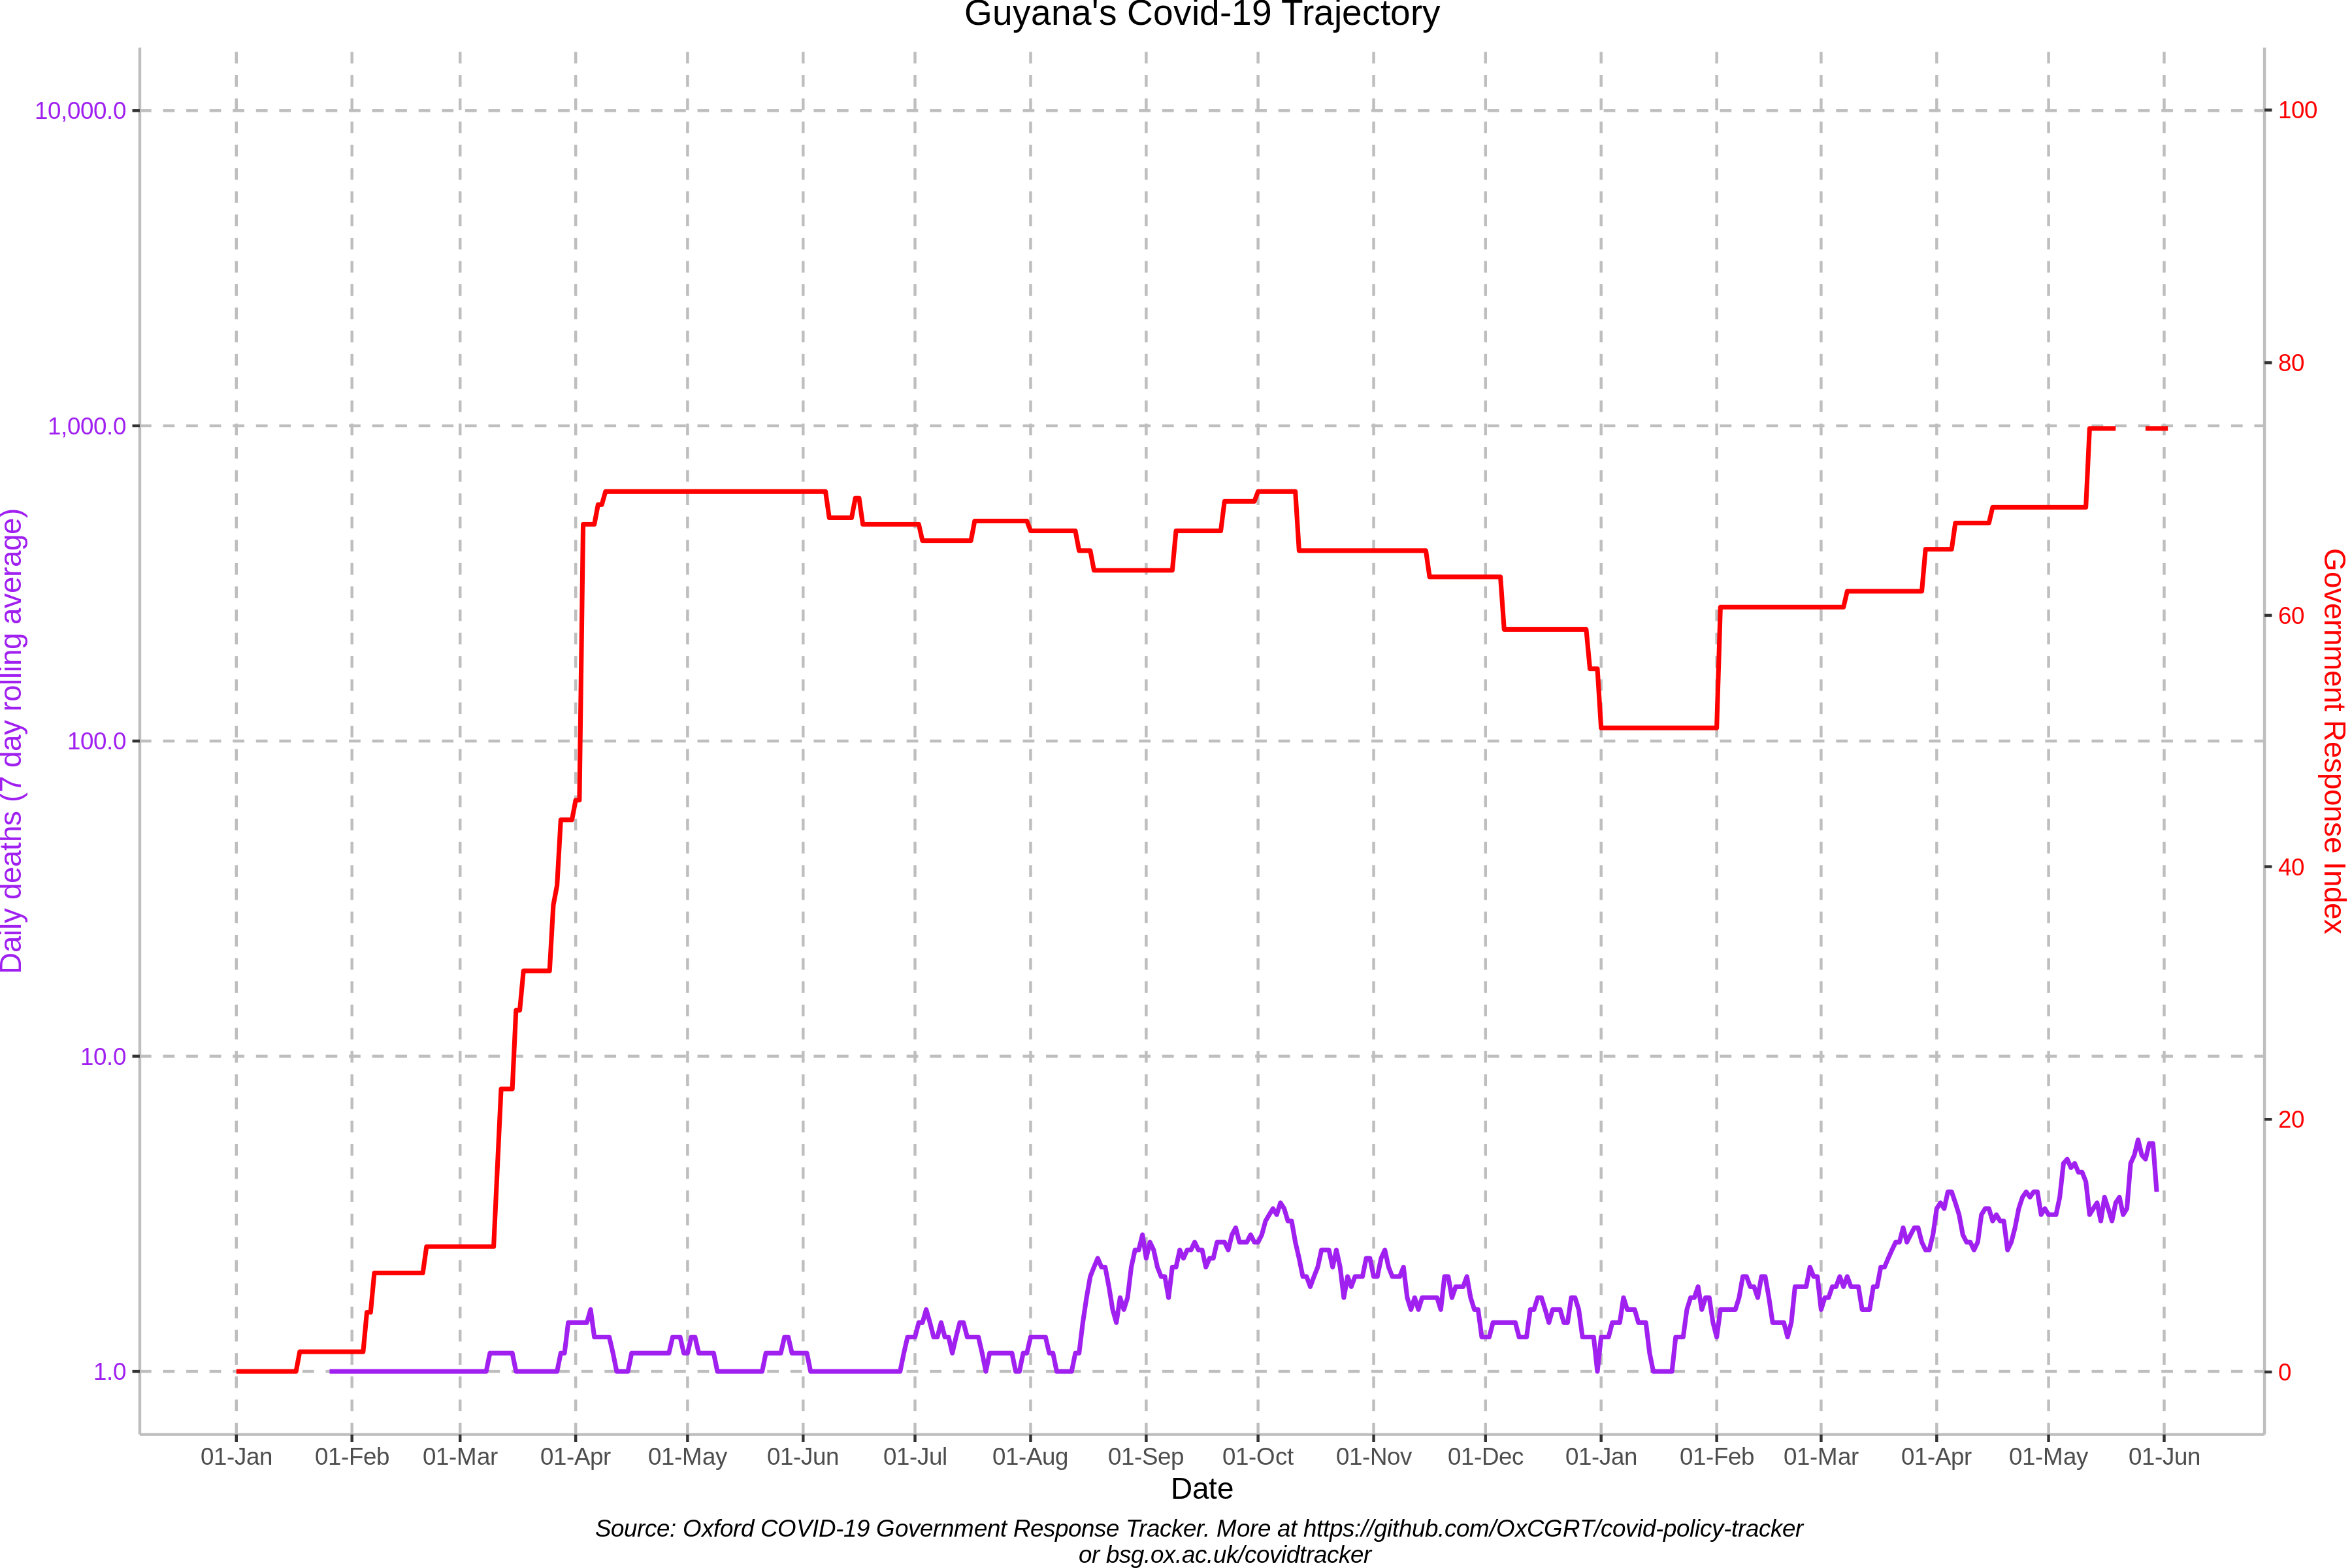 Guyana's Covid-19 Trajectory
10,000.0
1,000.0
100.0
10.0
1.0
Daily deaths (7 day rolling average)
100
80
60
40
20
0
Government Response Index
01-Jan 01-Feb 01-Mar 01-Apr 01-May 01-Jun 01-Jul 01-Aug 01-Sep 01-Oct 01-Nov 01-Dec 01-Jan 01-Feb 01-Mar 01-Apr 01-May 01-Jun
Date
Source: Oxford COVID-19 Government Response Tracker. More at https://github.com/OxCGRT/covid-policy-tracker
or bsg.ox.ac.uk/covidtracker